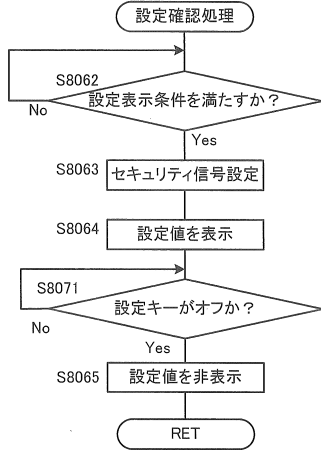 設定確認処理
S8062
設定表示条件を満たすか？
No
Yes
S8063
セキュリティ信号設定
S8064
設定値を表示
S8071
設定キーがオフか？
No
Yes
S8065
設定値を非表示
RET